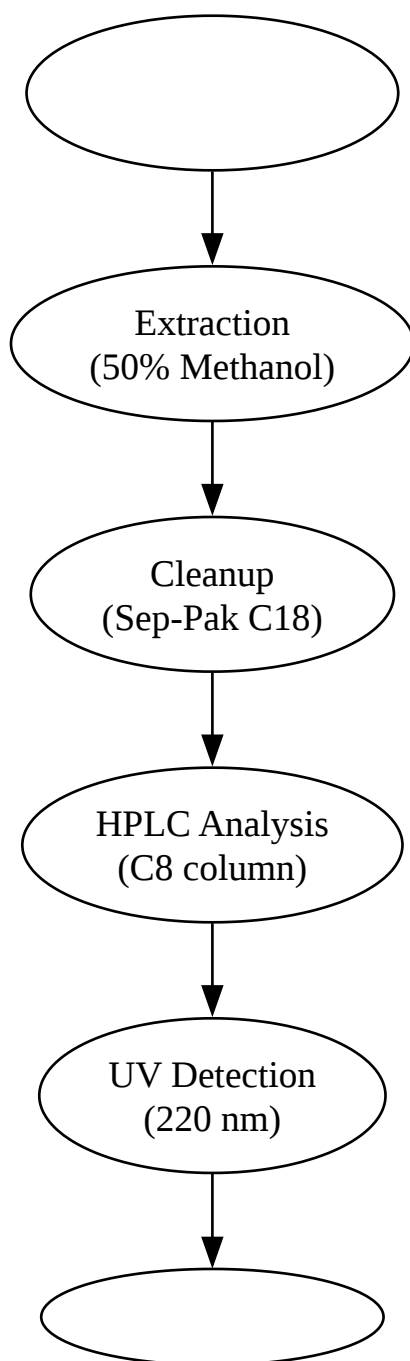 Extraction
(50% Methanol)
Cleanup
(Sep-Pak C18)
HPLC Analysis
(C8 column)
UV Detection
(220 nm)